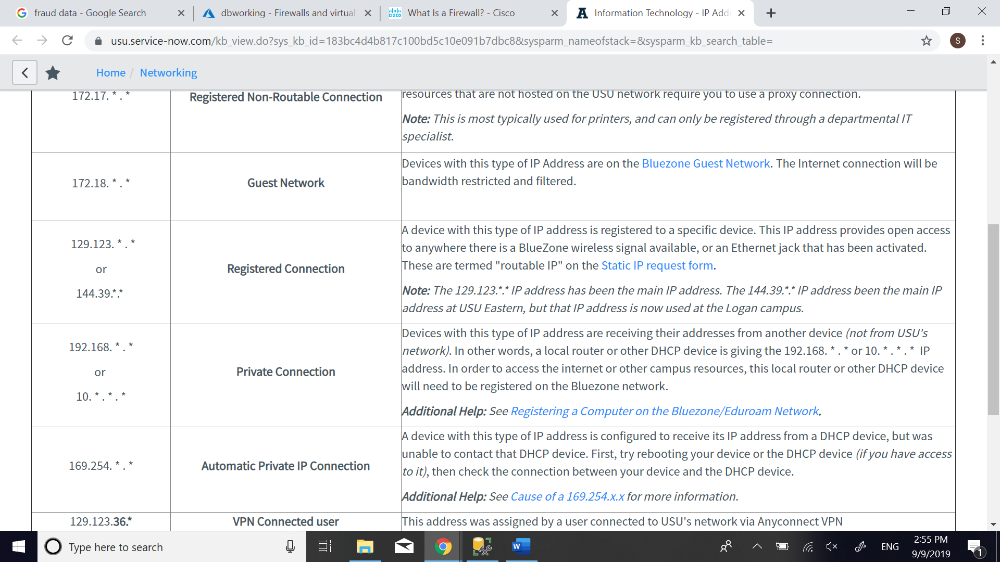 fraud data - Google Search
dbworking - Firewalls and virtual
What Is a Firewall? - Cisco
Information Technology - IP Add
usu.service-now.com/kb_view.do?sys_kb_id=183bc4d4b817c100bd5c10e091b7dbc8&sysparm_nameofstack=&sysparm_kb_search_table=
S
Home / Networking
172.17. * . *
Registered Non-Routable Connection
resources that are not hosted on the USU network require you to use a proxy connection.
Note: This is most typically used for printers, and can only be registered through a departmental IT
specialist.
172.18. * . *
Guest Network
Devices with this type of IP Address are on the Bluezone Guest Network. The Internet connection will be
bandwidth restricted and filtered.
129.123. * . *
or
144.39.*.*
Registered Connection
A device with this type of IP address is registered to a specific device. This IP address provides open access
to anywhere there is a BlueZone wireless signal available, or an Ethernet jack that has been activated.
These are termed "routable IP" on the Static IP request form.
Note: The 129.123.*.* IP address has been the main IP address. The 144.39.*.* IP address been the main IP
address at USU Eastern, but that IP address is now used at the Logan campus.
192.168. * . *
or
10. * . * . *
Private Connection
Devices with this type of IP address are receiving their addresses from another device (not from USU's
network). In other words, a local router or other DHCP device is giving the 192.168. * . * or 10. * . * . * IP
address. In order to access the internet or other campus resources, this local router or other DHCP device
will need to be registered on the Bluezone network.
Additional Help: See Registering a Computer on the Bluezone/Eduroam Network.
169.254. * . *
Automatic Private IP Connection
A device with this type of IP address is configured to receive its IP address from a DHCP device, but was
unable to contact that DHCP device. First, try rebooting your device or the DHCP device (if you have access
to it), then check the connection between your device and the DHCP device.
Additional Help: See Cause of a 169.254.x.x for more information.
129.123.36.*
VPN Connected user
This address was assigned by a user connected to USU's network via Anyconnect VPN
Type here to search
W
ENG
2:55 PM
9/9/2019
1